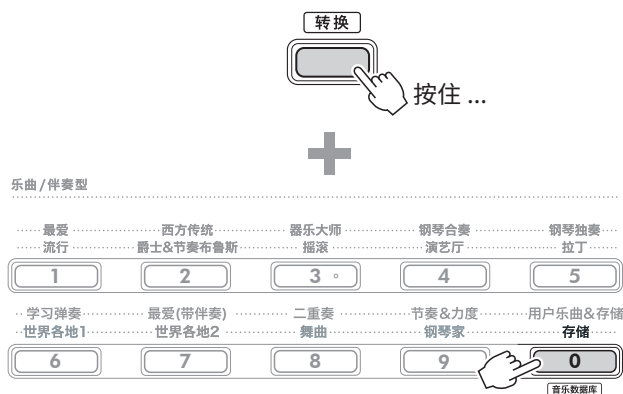 转换
按住 ...
乐曲/伴奏型
最爱 西方传统 器乐大师 钢琴合奏 钢琴独奏
流行 爵士&节奏布鲁斯 摇滚 演艺厅 拉丁
1 2 3 4 5
学习弹奏 最爱(带伴奏) 二重奏 节奏&力度 用户乐曲&存储
世界各地1 世界各地2 舞曲 钢琴家 存储
6 7 8 9 0
音乐数据库